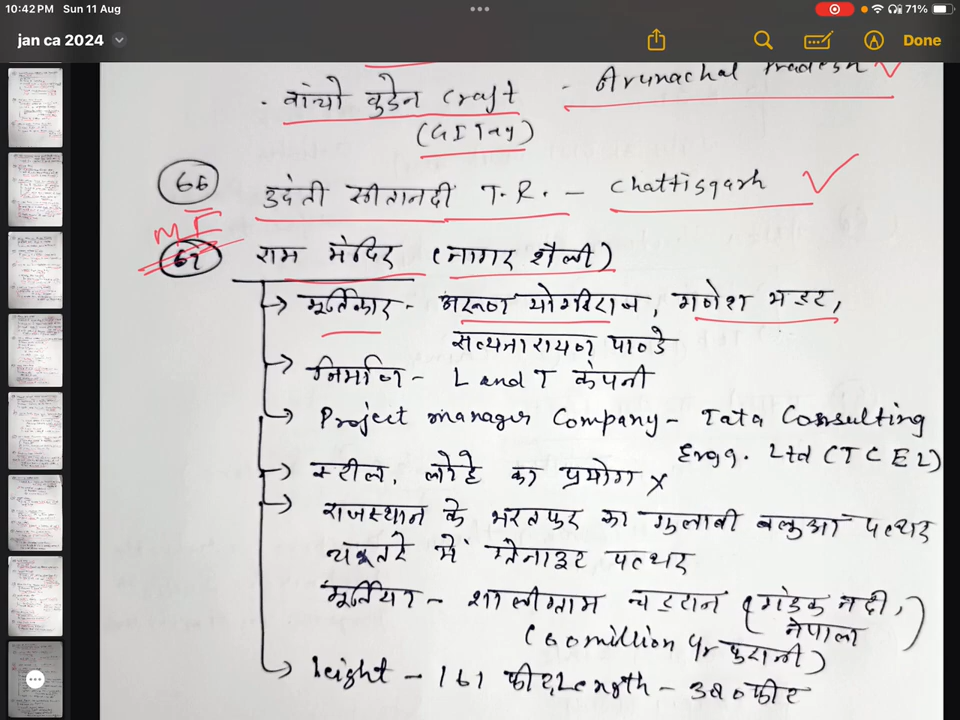 10:42 PM Sun 11 Aug
71%
jan ca 2024
Done
Arunachal Pradesh
• वांचो वुडेन craft -
(GI Tag)
66 उदंती सीतानदी T.R. - Chattisgarh
M.I
67 राम मंदिर (नागर शैली)
→ मूर्तिकार - अरूण योगीराज, गणेश भट्ट,
सत्यनारायण पाण्डे
→ निर्माण - L and T कंपनी
→ Project manager Company - Tata Consulting
Engg. Ltd (TCEL)
→ स्टील, लोहे का प्रयोग x
→ राजस्थान के भरतपुर का गुलाबी बलुआ पत्थर
चबूतरे में ग्रेनाइट पत्थर
मूर्तियां - शालीग्राम चट्टान (गंडक नदी,
नेपाल)
(60 million yr पुरानी)
→ height - 161 फीट, Length - 380 फीट